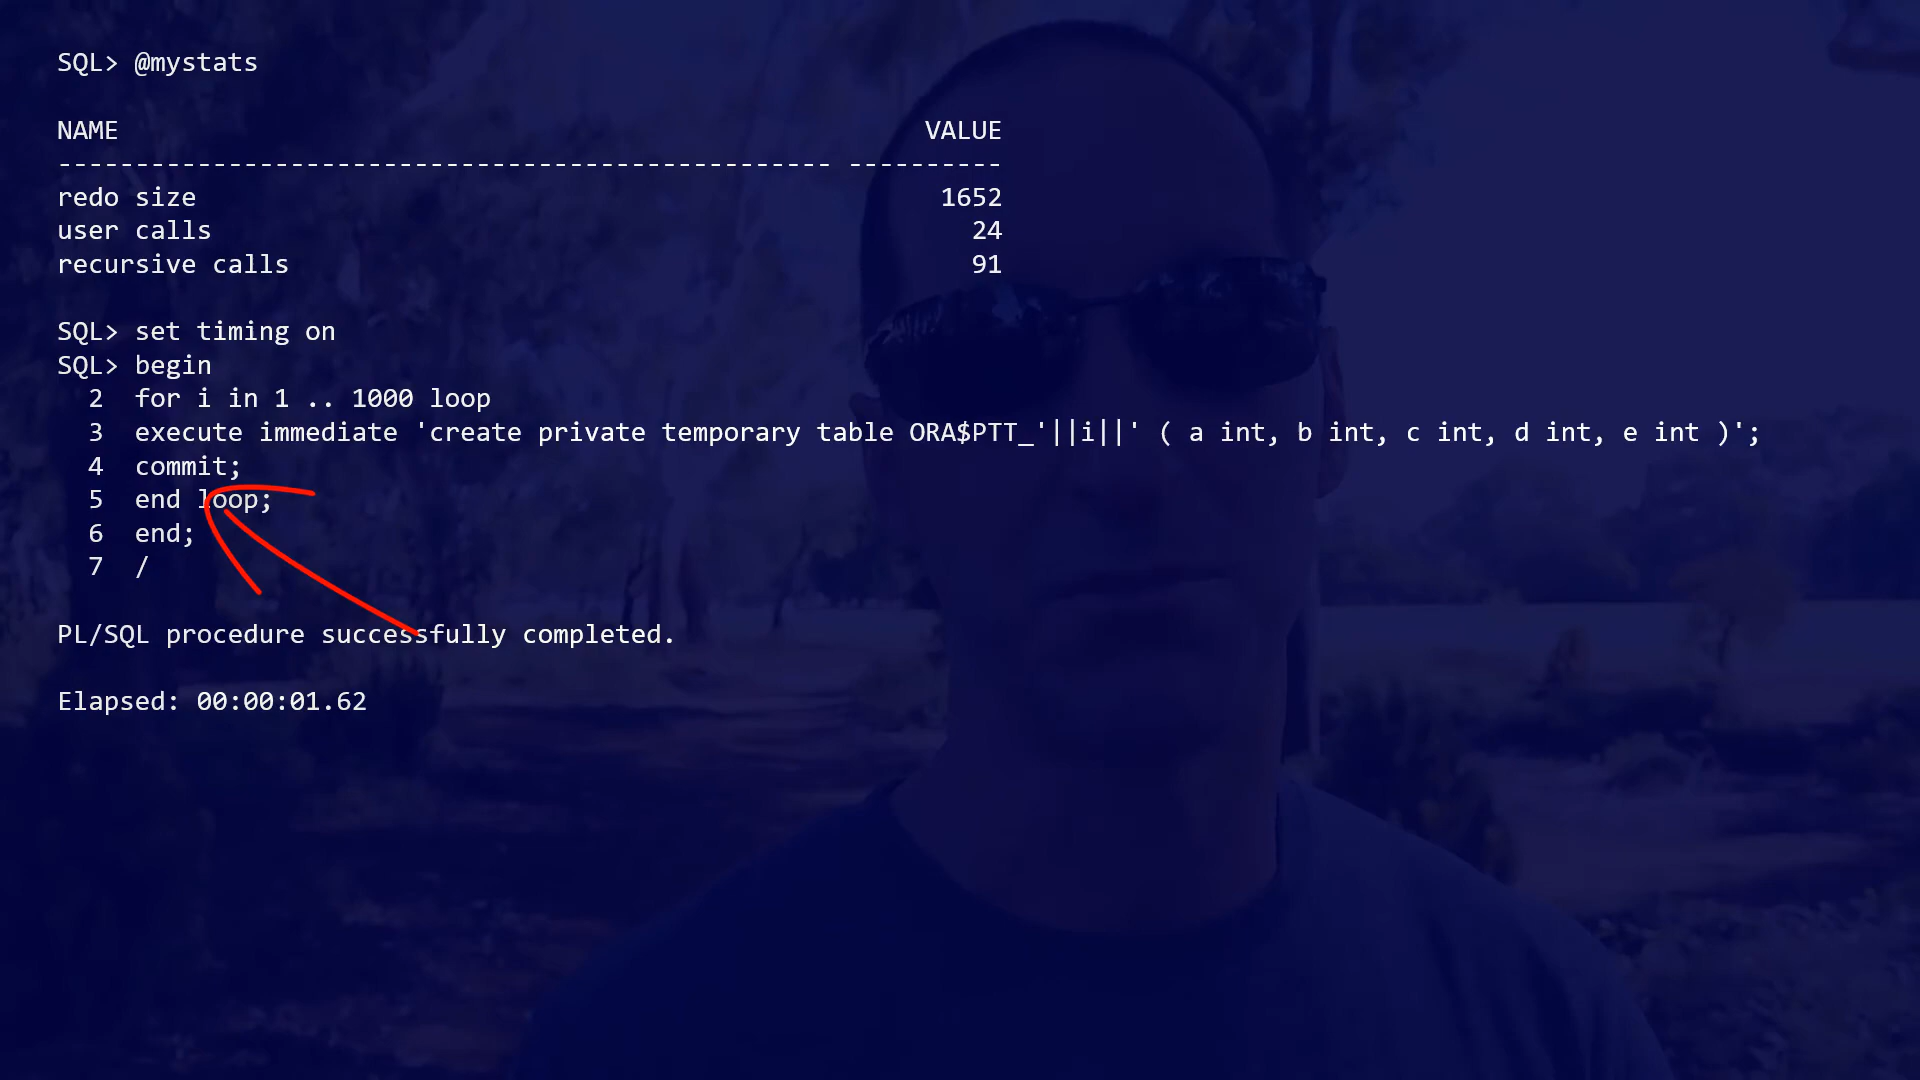 SQL> @mystats
NAME VALUE
-------------------------------------------------- ----------
redo size 1652
user calls 24
recursive calls 91
SQL> set timing on
SQL> begin
2 for i in 1 .. 1000 loop
3 execute immediate 'create private temporary table ORA$PTT_'||i||' ( a int, b int, c int, d int, e int )';
4 commit;
5 end loop;
6 end;
7 /
PL/SQL procedure successfully completed.
Elapsed: 00:00:01.62